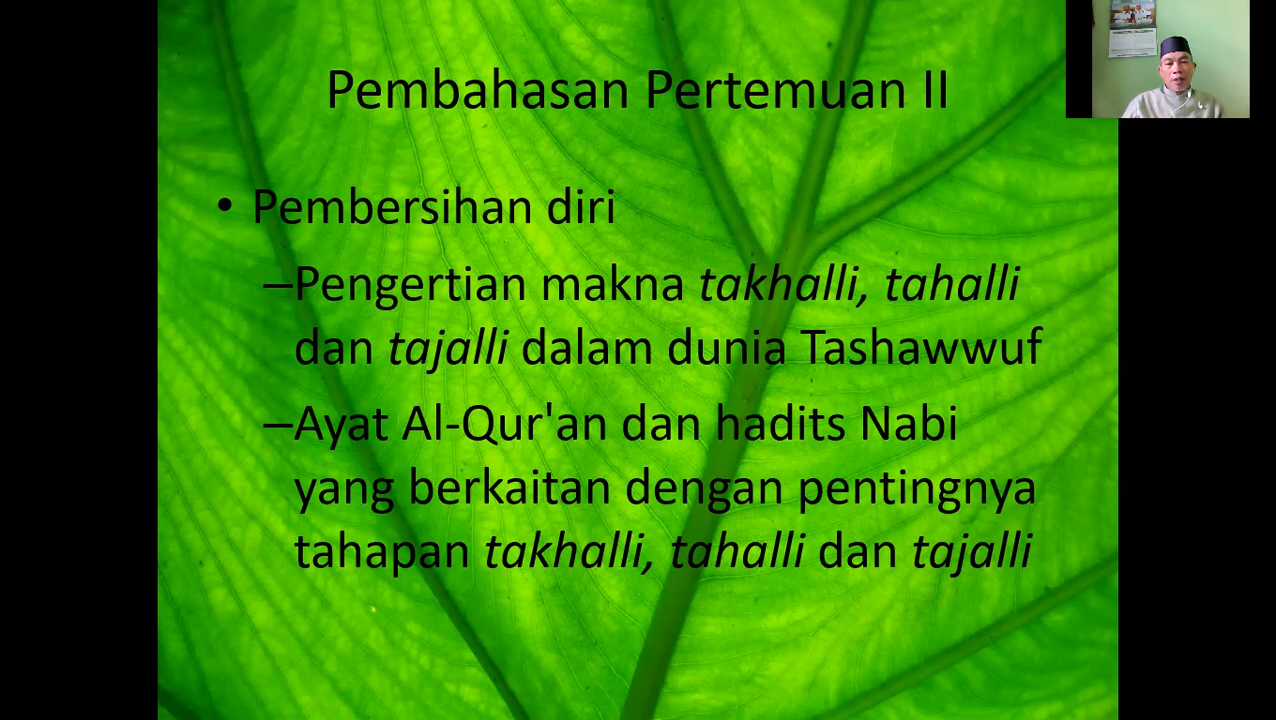 Pembahasan Pertemuan II
• Pembersihan diri
–Pengertian makna takhalli, tahalli
dan tajalli dalam dunia Tashawwuf
–Ayat Al-Qur'an dan hadits Nabi
yang berkaitan dengan pentingnya
tahapan takhalli, tahalli dan tajalli